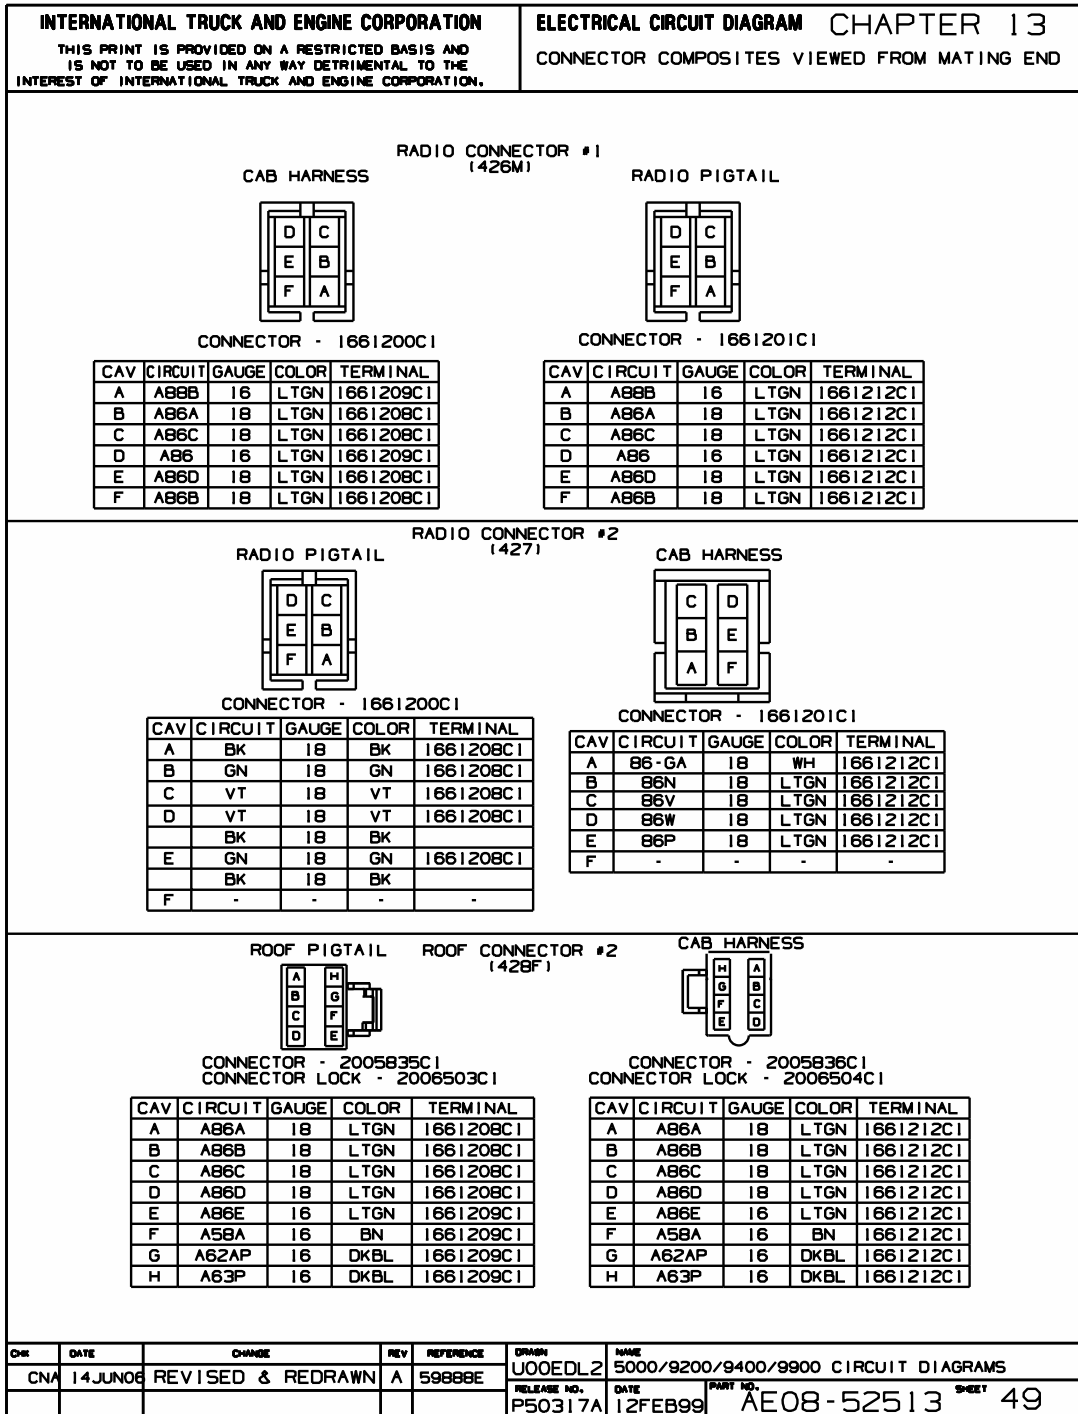 INTERNATIONAL TRUCK AND ENGINE CORPORATION
THIS PRINT IS PROVIDED ON A RESTRICTED BASIS AND
IS NOT TO BE USED IN ANY WAY DETRIMENTAL TO THE
INTEREST OF INTERNATIONAL TRUCK AND ENGINE CORPORATION.
ELECTRICAL CIRCUIT DIAGRAM CHAPTER 13
CONNECTOR COMPOSITES VIEWED FROM MATING END
RADIO CONNECTOR #1
(426M)
CAB HARNESS
D C
E B
F A
CONNECTOR - 1661200C1
CAV CIRCUIT GAUGE COLOR TERMINAL
A A88B 16 LTGN 1661209C1
B A86A 18 LTGN 1661208C1
C A86C 18 LTGN 1661208C1
D A86 16 LTGN 1661209C1
E A86D 18 LTGN 1661208C1
F A86B 18 LTGN 1661208C1
RADIO PIGTAIL
D C
E B
F A
CONNECTOR - 1661201C1
CAV CIRCUIT GAUGE COLOR TERMINAL
A A88B 16 LTGN 1661212C1
B A86A 18 LTGN 1661212C1
C A86C 18 LTGN 1661212C1
D A86 16 LTGN 1661212C1
E A86D 18 LTGN 1661212C1
F A86B 18 LTGN 1661212C1
RADIO CONNECTOR #2
(427)
RADIO PIGTAIL
D C
E B
F A
CONNECTOR - 1661200C1
CAV CIRCUIT GAUGE COLOR TERMINAL
A BK 18 BK 1661208C1
B GN 18 GN 1661208C1
C VT 18 VT 1661208C1
D VT 18 VT 1661208C1
BK 18 BK
E GN 18 GN 1661208C1
BK 18 BK
F - - - -
CAB HARNESS
C D
B E
A F
CONNECTOR - 1661201C1
CAV CIRCUIT GAUGE COLOR TERMINAL
A 86-GA 18 WH 1661212C1
B 86N 18 LTGN 1661212C1
C 86V 18 LTGN 1661212C1
D 86W 18 LTGN 1661212C1
E 86P 18 LTGN 1661212C1
F - - - -
ROOF CONNECTOR #2
(428F)
ROOF PIGTAIL
A H
B G
C F
D E
CONNECTOR - 2005835C1
CONNECTOR LOCK - 2006503C1
CAV CIRCUIT GAUGE COLOR TERMINAL
A A86A 18 LTGN 1661208C1
B A86B 18 LTGN 1661208C1
C A86C 18 LTGN 1661208C1
D A86D 18 LTGN 1661208C1
E A86E 16 LTGN 1661209C1
F A58A 16 BN 1661209C1
G A62AP 16 DKBL 1661209C1
H A63P 16 DKBL 1661209C1
CAB HARNESS
H A
G B
F C
E D
CONNECTOR - 2005836C1
CONNECTOR LOCK - 2006504C1
CAV CIRCUIT GAUGE COLOR TERMINAL
A A86A 18 LTGN 1661212C1
B A86B 18 LTGN 1661212C1
C A86C 18 LTGN 1661212C1
D A86D 18 LTGN 1661212C1
E A86E 16 LTGN 1661212C1
F A58A 16 BN 1661212C1
G A62AP 16 DKBL 1661212C1
H A63P 16 DKBL 1661212C1
CHK DATE CHANGE REV REFERENCE
CNA 14JUN06 REVISED & REDRAWN A 59888E
DRAWN
U00EDL2
NAME
5000/9200/9400/9900 CIRCUIT DIAGRAMS
RELEASE NO.
P50317A
DATE
12FEB99
PART NO.
AE08-52513
SHEET 49